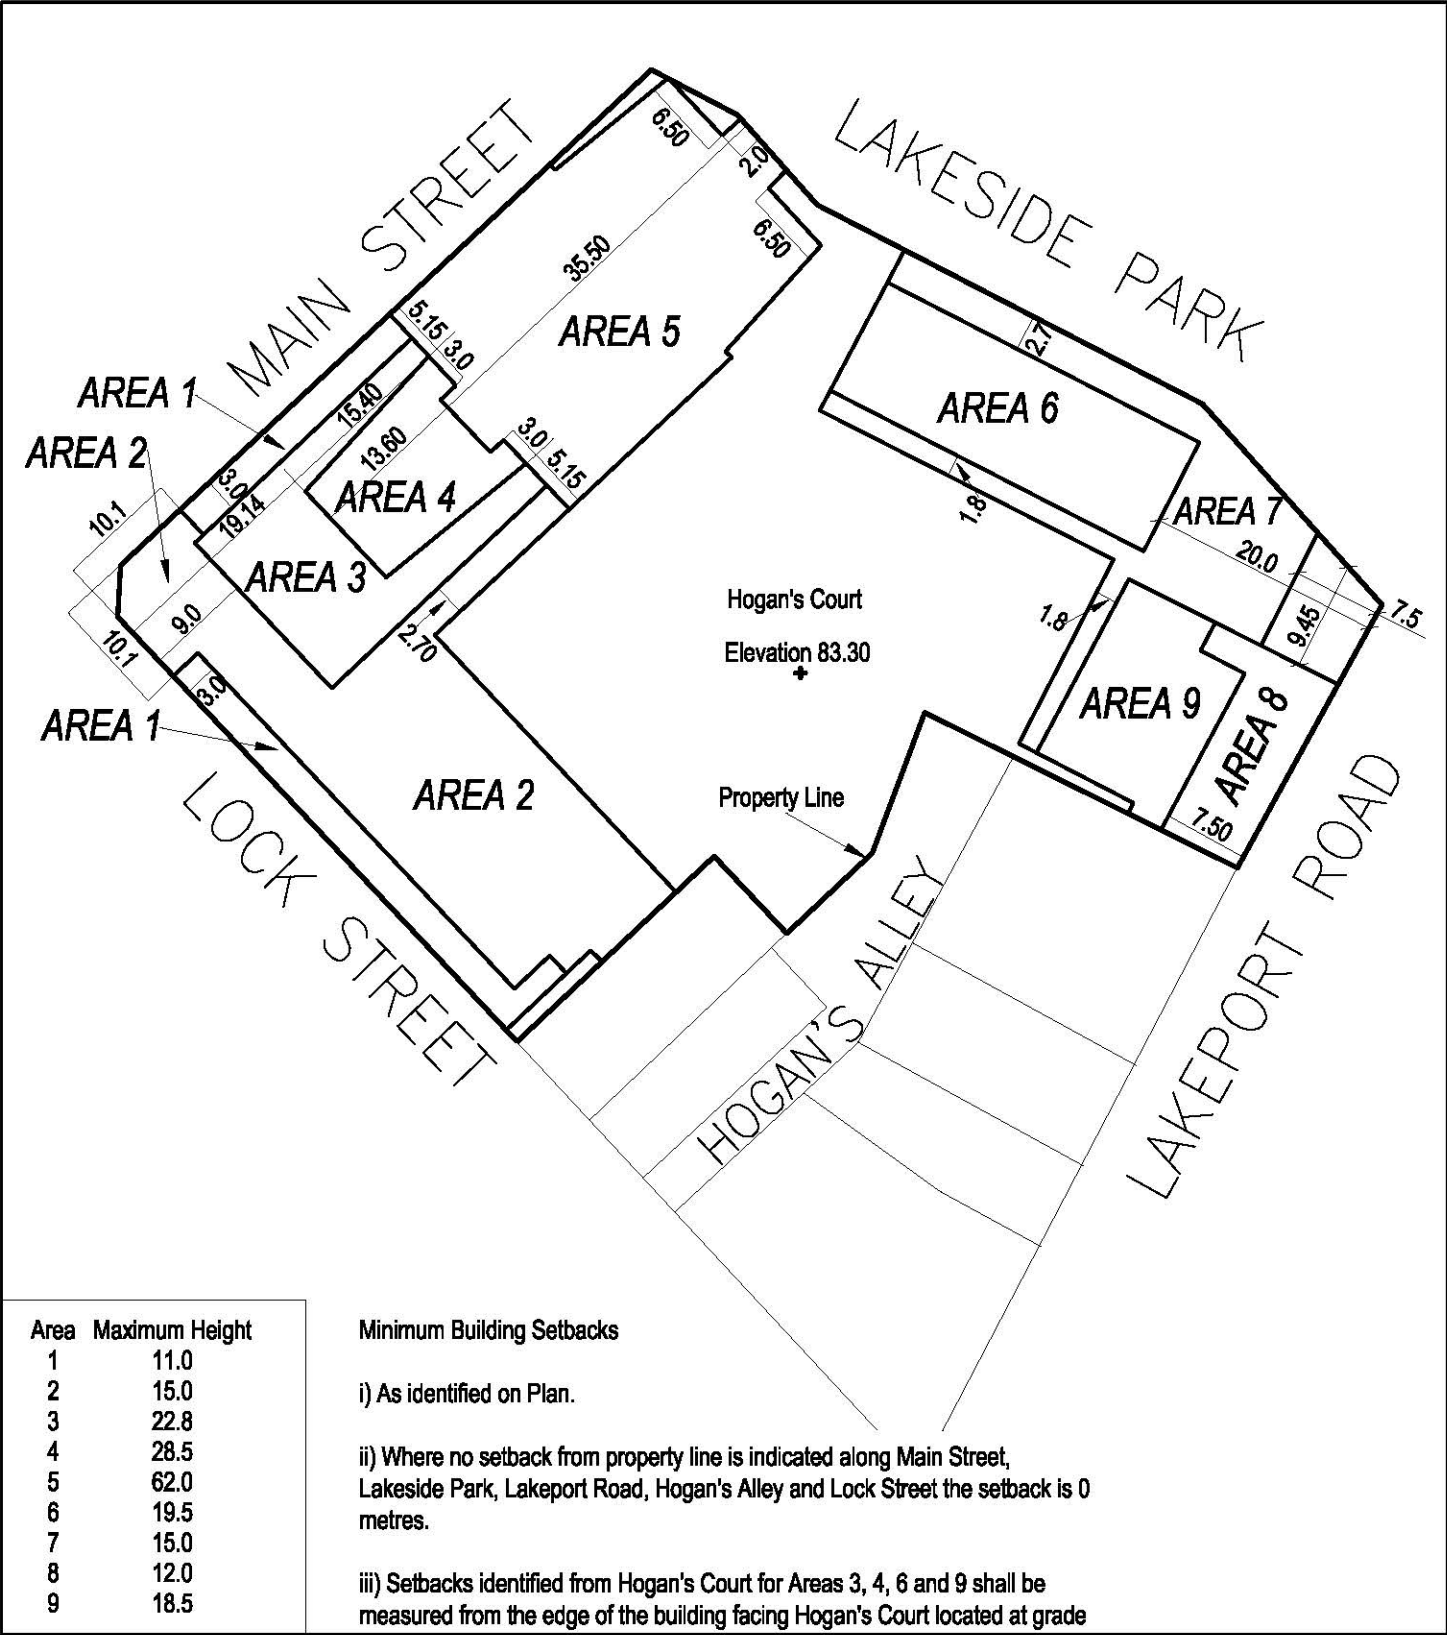 MAIN STREET
LAKESIDE PARK
6.50
2.0
6.50
35.50
AREA 5
5.15
3.0
AREA 1
15.40
2.7
AREA 6
AREA 2
13.60
3.0
5.15
3.0
AREA 4
10.1
19.14
1.8
AREA 7
20.0
AREA 3
Hogan's Court
9.0
2.70
1.8
9.45
7.5
10.1
Elevation 83.30
3.0
AREA 1
AREA 9
AREA 8
AREA 2
Property Line
7.50
LOCK STREET
HOGAN'S ALLEY
LAKEPORT ROAD
Area Maximum Height
1 11.0
2 15.0
3 22.8
4 28.5
5 62.0
6 19.5
7 15.0
8 12.0
9 18.5
Minimum Building Setbacks
i) As identified on Plan.
ii) Where no setback from property line is indicated along Main Street,
Lakeside Park, Lakeport Road, Hogan's Alley and Lock Street the setback is 0
metres.
iii) Setbacks identified from Hogan's Court for Areas 3, 4, 6 and 9 shall be
measured from the edge of the building facing Hogan's Court located at grade